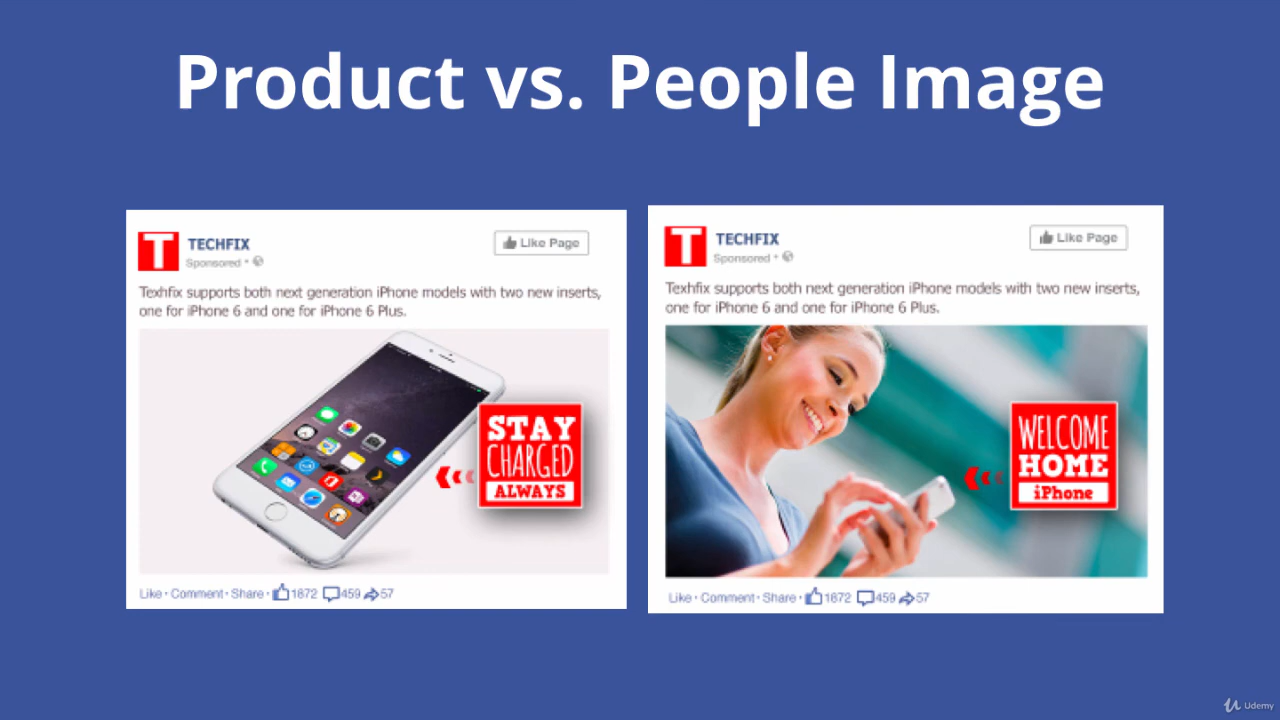 Product vs. People Image
T TECHFIX
Sponsored *
Like Page
Texhfix supports both next generation iPhone models with two new inserts,
one for iPhone 6 and one for iPhone 6 Plus.
STAY
CHARGED
ALWAYS
Like · Comment · Share · 1872 459 57
T TECHFIX
Sponsored *
Like Page
Texhfix supports both next generation iPhone models with two new inserts,
one for iPhone 6 and one for iPhone 6 Plus.
WELCOME
HOME
iPhone
Like · Comment · Share · 1872 459 57
Udemy